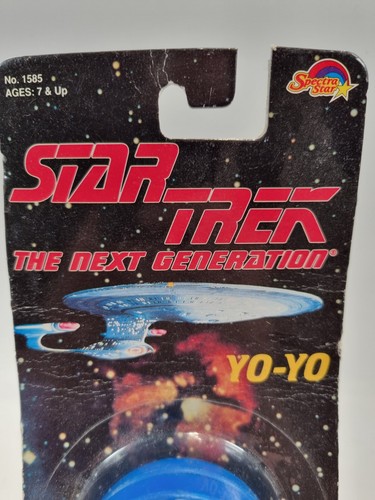 No. 1585
AGES: 7 & Up
Spectra
Star
STAR
TREK
THE NEXT GENERATION®
YO-YO